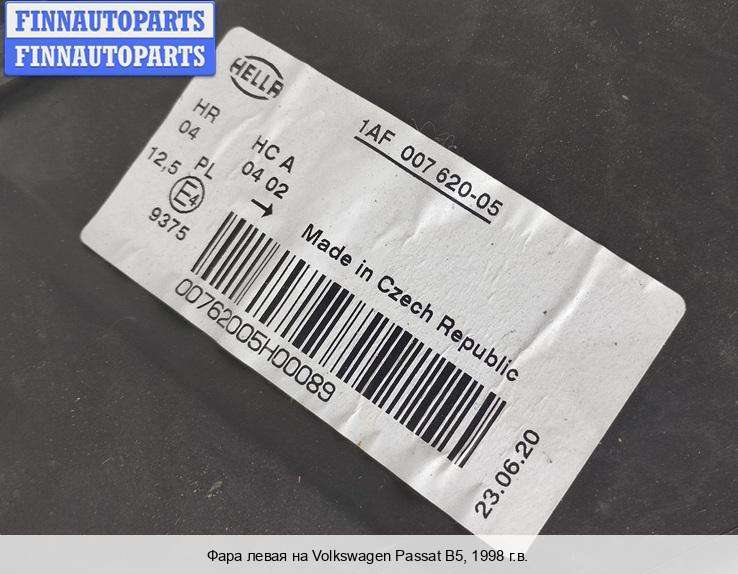 FINNAUTOPARTS
FINNAUTOPARTS
HELLA
1AF 007 620-05
HR
04
HC A
04 02
→
12,5 PL
E4
9375
Made in Czech Republic
00762005H00089
23.06.20
Фара левая на Volkswagen Passat B5, 1998 г.в.